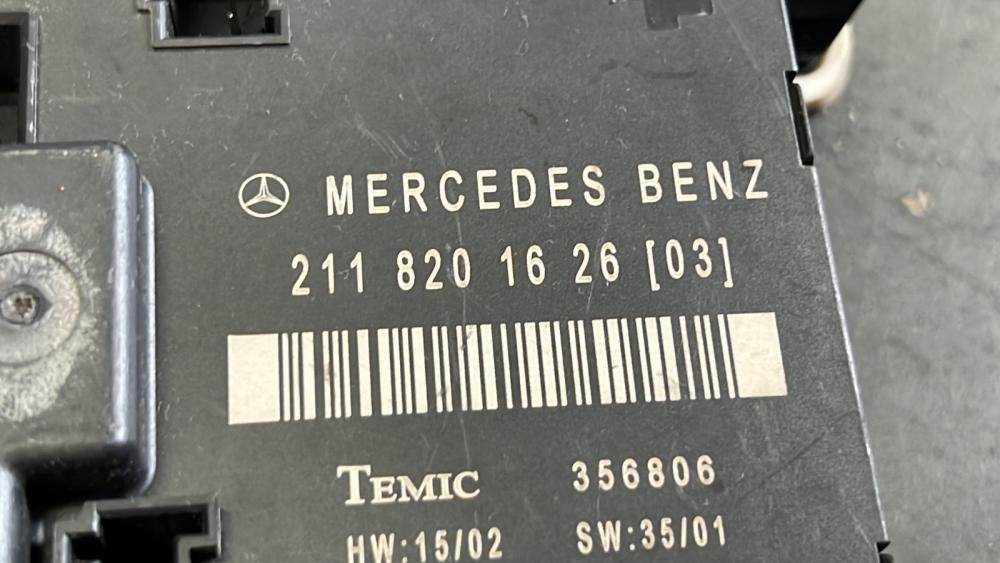 MERCEDES BENZ
211 820 16 26 [03]
TEMIC 356806
HW:15/02 SW:35/01